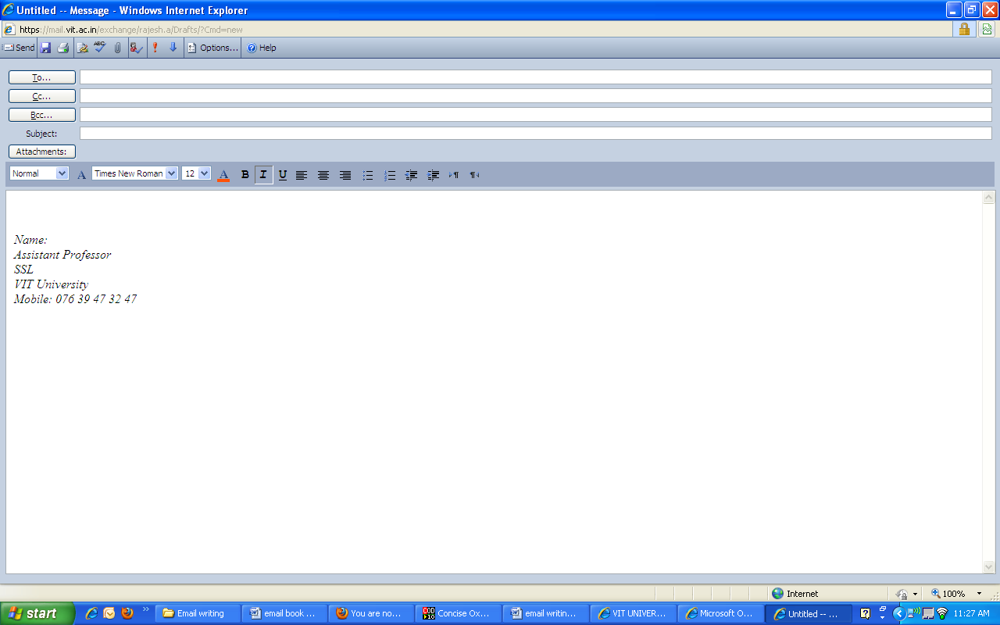 Untitled -- Message - Windows Internet Explorer
https://mail.vit.ac.in/exchange/rajesh.a/Drafts/?Cmd=new
Send ABC Options... Help
To...
Cc...
Bcc...
Subject:
Attachments:
Normal A Times New Roman 12 A B I U
Name:
Assistant Professor
SSL
VIT University
Mobile: 076 39 47 32 47
Internet 100%
start Email writing email book ... You are no... Concise Ox... email writin... VIT UNIVER... Microsoft O... Untitled -- ... 11:27 AM